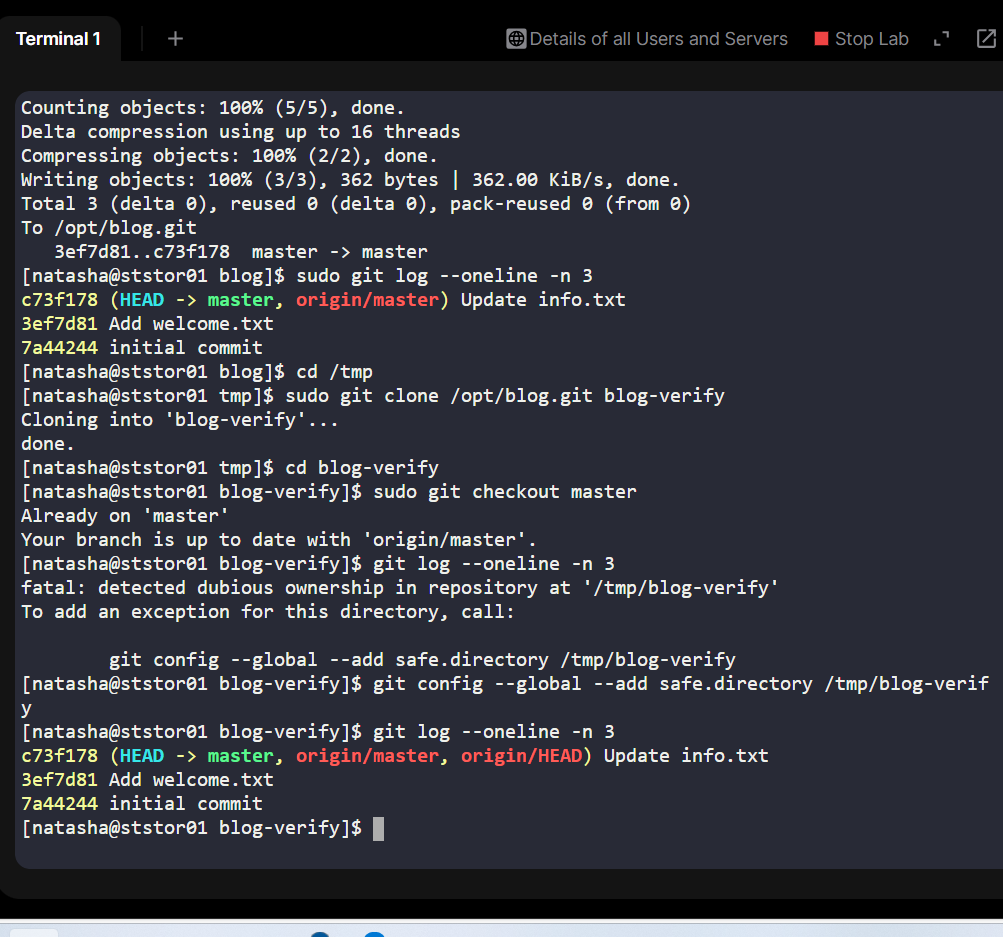 Terminal 1
+
Details of all Users and Servers
Stop Lab
Counting objects: 100% (5/5), done.
Delta compression using up to 16 threads
Compressing objects: 100% (2/2), done.
Writing objects: 100% (3/3), 362 bytes | 362.00 KiB/s, done.
Total 3 (delta 0), reused 0 (delta 0), pack-reused 0 (from 0)
To /opt/blog.git
   3ef7d81..c73f178  master -> master
[natasha@ststor01 blog]$ sudo git log --oneline -n 3
c73f178 (HEAD -> master, origin/master) Update info.txt
3ef7d81 Add welcome.txt
7a44244 initial commit
[natasha@ststor01 blog]$ cd /tmp
[natasha@ststor01 tmp]$ sudo git clone /opt/blog.git blog-verify
Cloning into 'blog-verify'...
done.
[natasha@ststor01 tmp]$ cd blog-verify
[natasha@ststor01 blog-verify]$ sudo git checkout master
Already on 'master'
Your branch is up to date with 'origin/master'.
[natasha@ststor01 blog-verify]$ git log --oneline -n 3
fatal: detected dubious ownership in repository at '/tmp/blog-verify'
To add an exception for this directory, call:
        git config --global --add safe.directory /tmp/blog-verify
[natasha@ststor01 blog-verify]$ git config --global --add safe.directory /tmp/blog-verif
y
[natasha@ststor01 blog-verify]$ git log --oneline -n 3
c73f178 (HEAD -> master, origin/master, origin/HEAD) Update info.txt
3ef7d81 Add welcome.txt
7a44244 initial commit
[natasha@ststor01 blog-verify]$